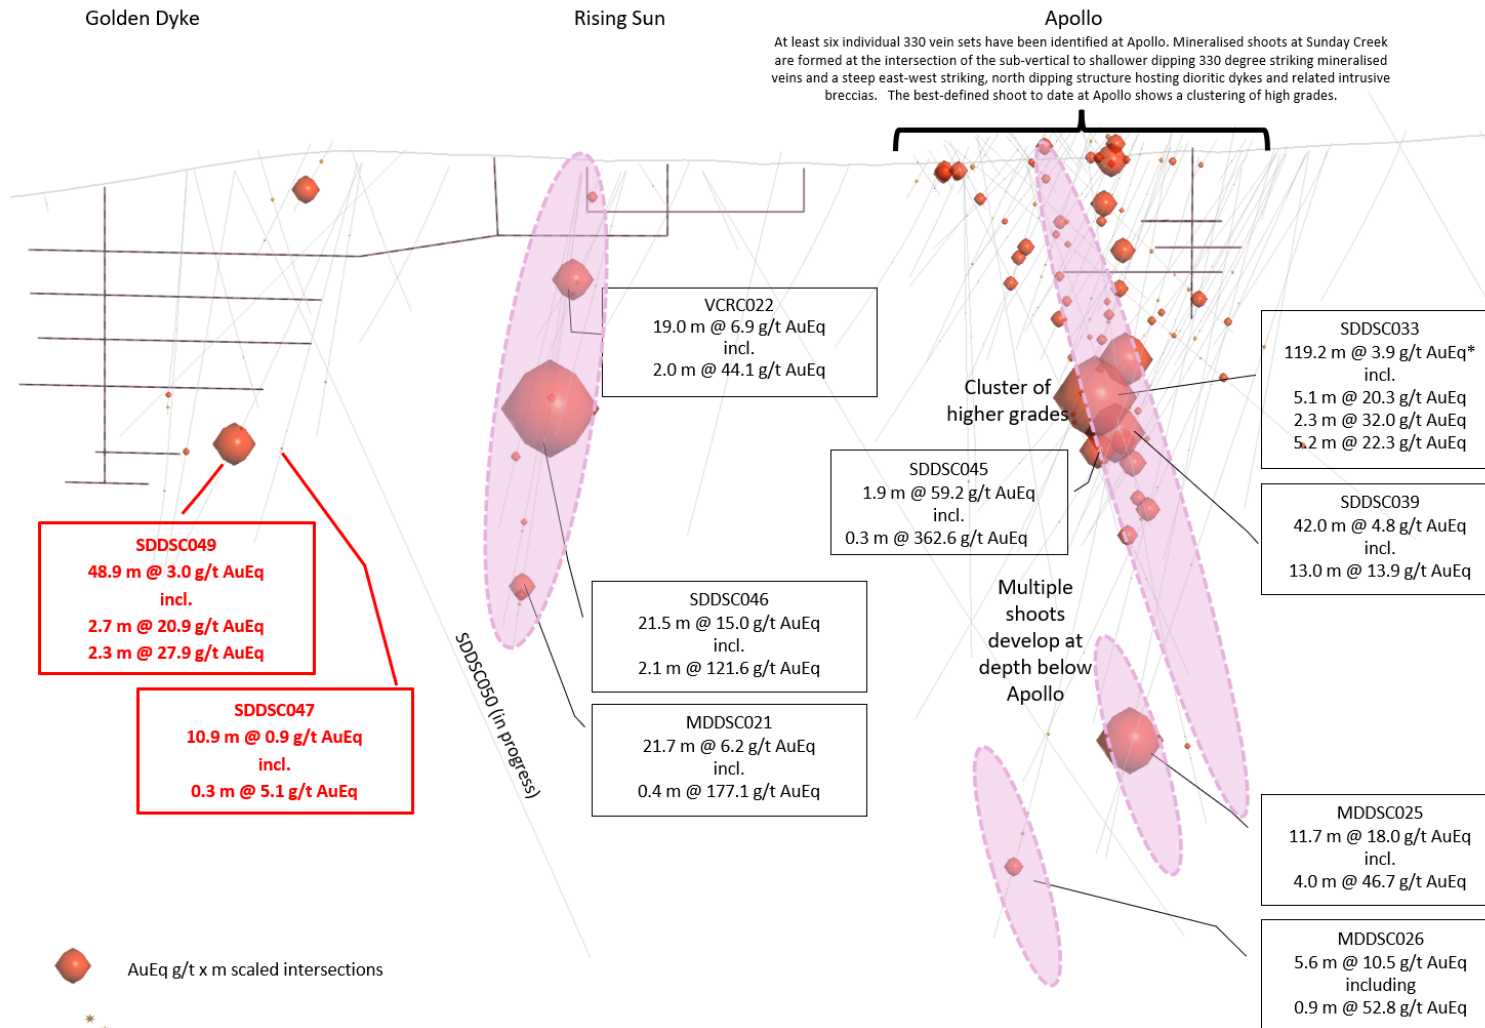 Golden Dyke
Rising Sun
Apollo
At least six individual 330 vein sets have been identified at Apollo. Mineralised shoots at Sunday Creek
are formed at the intersection of the sub-vertical to shallower dipping 330 degree striking mineralised
veins and a steep east-west striking, north dipping structure hosting dioritic dykes and related intrusive
breccias. The best-defined shoot to date at Apollo shows a clustering of high grades.
VCRC022
19.0 m @ 6.9 g/t AuEq
incl.
2.0 m @ 44.1 g/t AuEq
SDDSC033
119.2 m @ 3.9 g/t AuEq*
incl.
5.1 m @ 20.3 g/t AuEq
2.3 m @ 32.0 g/t AuEq
5.2 m @ 22.3 g/t AuEq
Cluster of
higher grades
SDDSC045
1.9 m @ 59.2 g/t AuEq
incl.
0.3 m @ 362.6 g/t AuEq
SDDSC039
42.0 m @ 4.8 g/t AuEq
incl.
13.0 m @ 13.9 g/t AuEq
SDDSC049
48.9 m @ 3.0 g/t AuEq
incl.
2.7 m @ 20.9 g/t AuEq
2.3 m @ 27.9 g/t AuEq
SDDSC047
10.9 m @ 0.9 g/t AuEq
incl.
0.3 m @ 5.1 g/t AuEq
SDDSC050 (in progress)
SDDSC046
21.5 m @ 15.0 g/t AuEq
incl.
2.1 m @ 121.6 g/t AuEq
MDDSC021
21.7 m @ 6.2 g/t AuEq
incl.
0.4 m @ 177.1 g/t AuEq
Multiple
shoots
develop at
depth below
Apollo
MDDSC025
11.7 m @ 18.0 g/t AuEq
incl.
4.0 m @ 46.7 g/t AuEq
MDDSC026
5.6 m @ 10.5 g/t AuEq
including
0.9 m @ 52.8 g/t AuEq
AuEq g/t x m scaled intersections